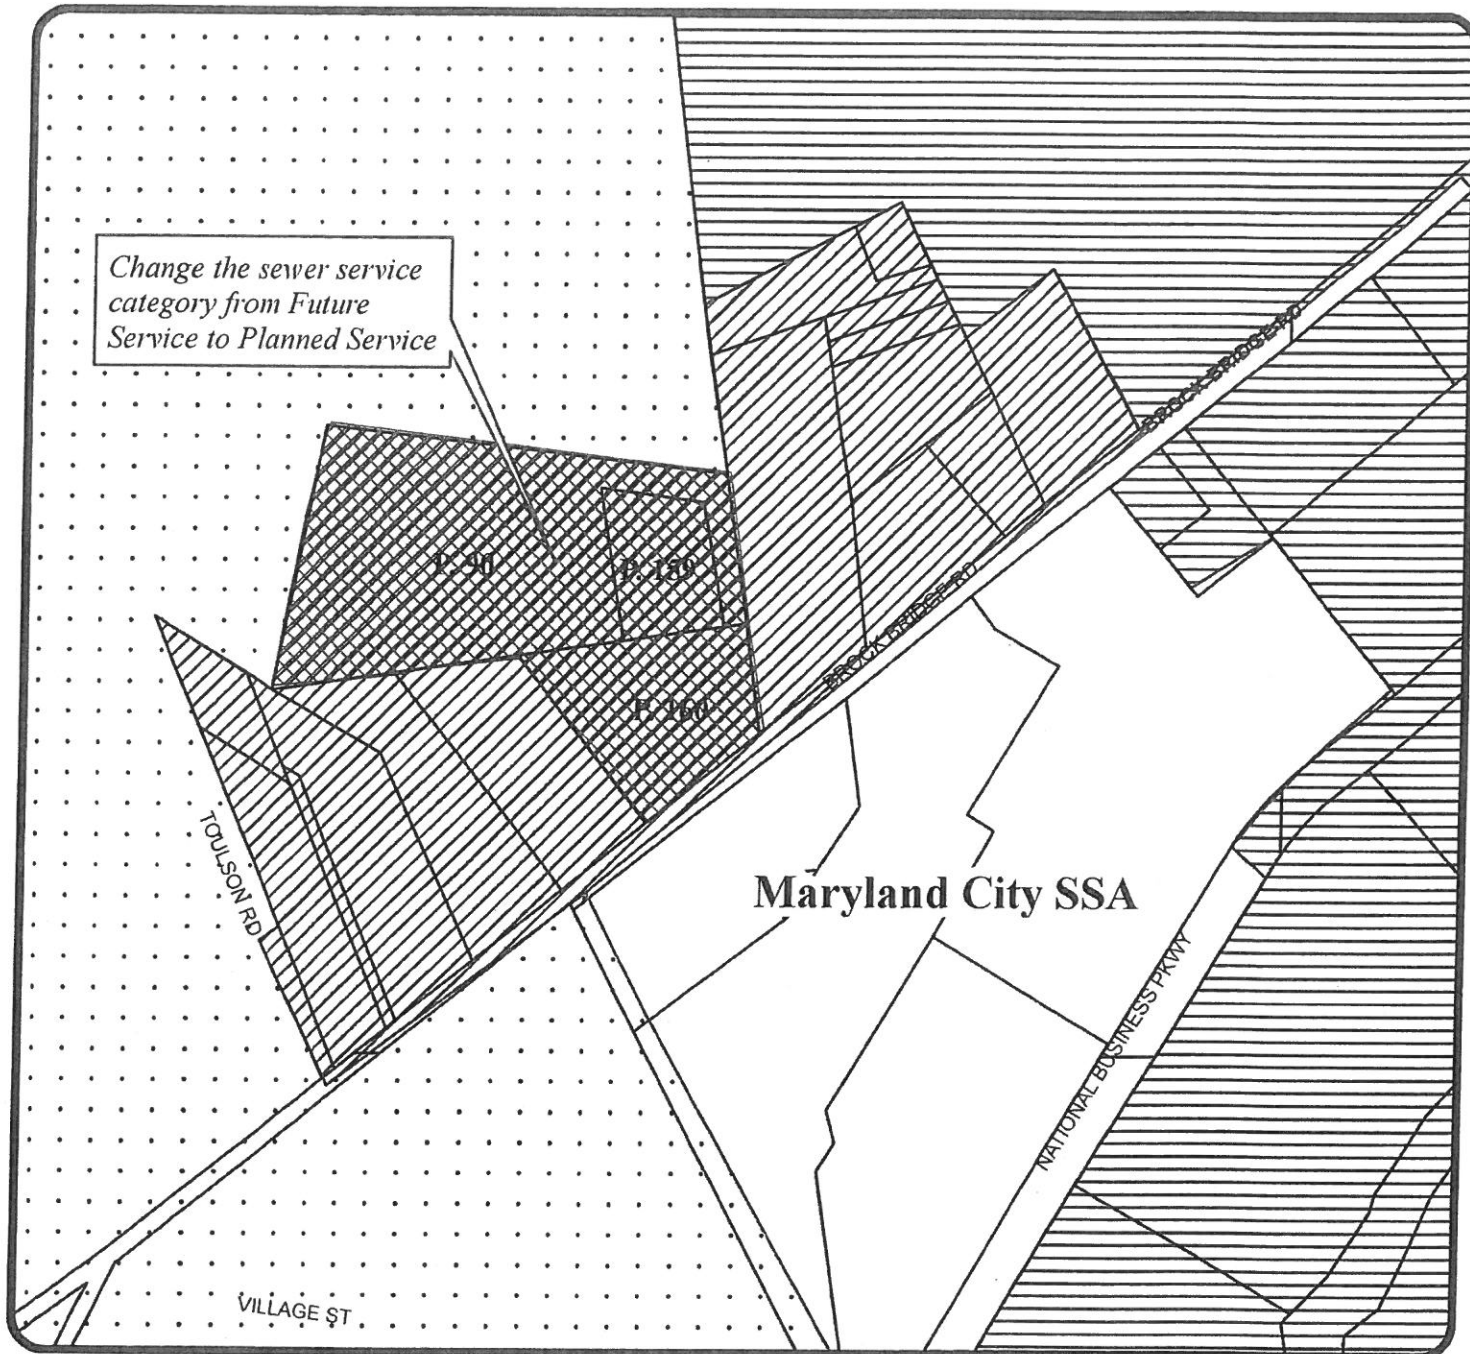 Change the sewer service
category from Future
Service to Planned Service
BROCK BRIDGE RD
P. 90
P. 159
BROCK BRIDGE RD
P. 160
TOULSON RD
Maryland City SSA
NATIONAL BUSINESS PKWY
VILLAGE ST